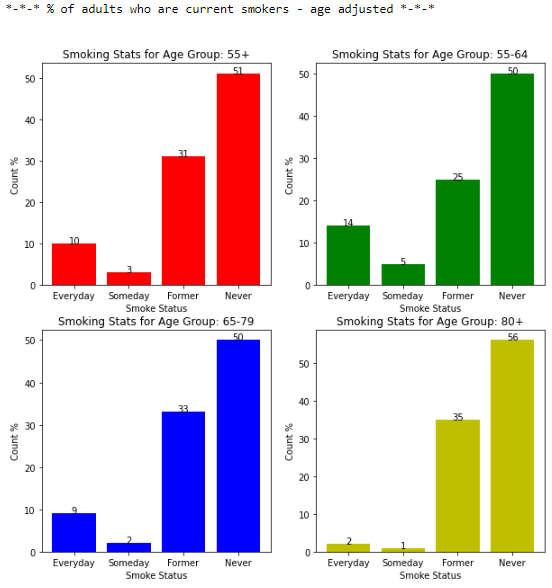 *-*-* % of adults who are current smokers - age adjusted *-*-*
Smoking Stats for Age Group: 55+
50
40
30
20
10
0
Count %
10
3
31
51
Everyday Someday Former Never
Smoke Status
Smoking Stats for Age Group: 55-64
50
40
30
20
10
0
Count %
14
5
25
50
Everyday Someday Former Never
Smoke Status
Smoking Stats for Age Group: 65-79
50
40
30
20
10
0
Count %
9
2
33
50
Everyday Someday Former Never
Smoke Status
Smoking Stats for Age Group: 80+
50
40
30
20
10
0
Count %
2
1
35
56
Everyday Someday Former Never
Smoke Status